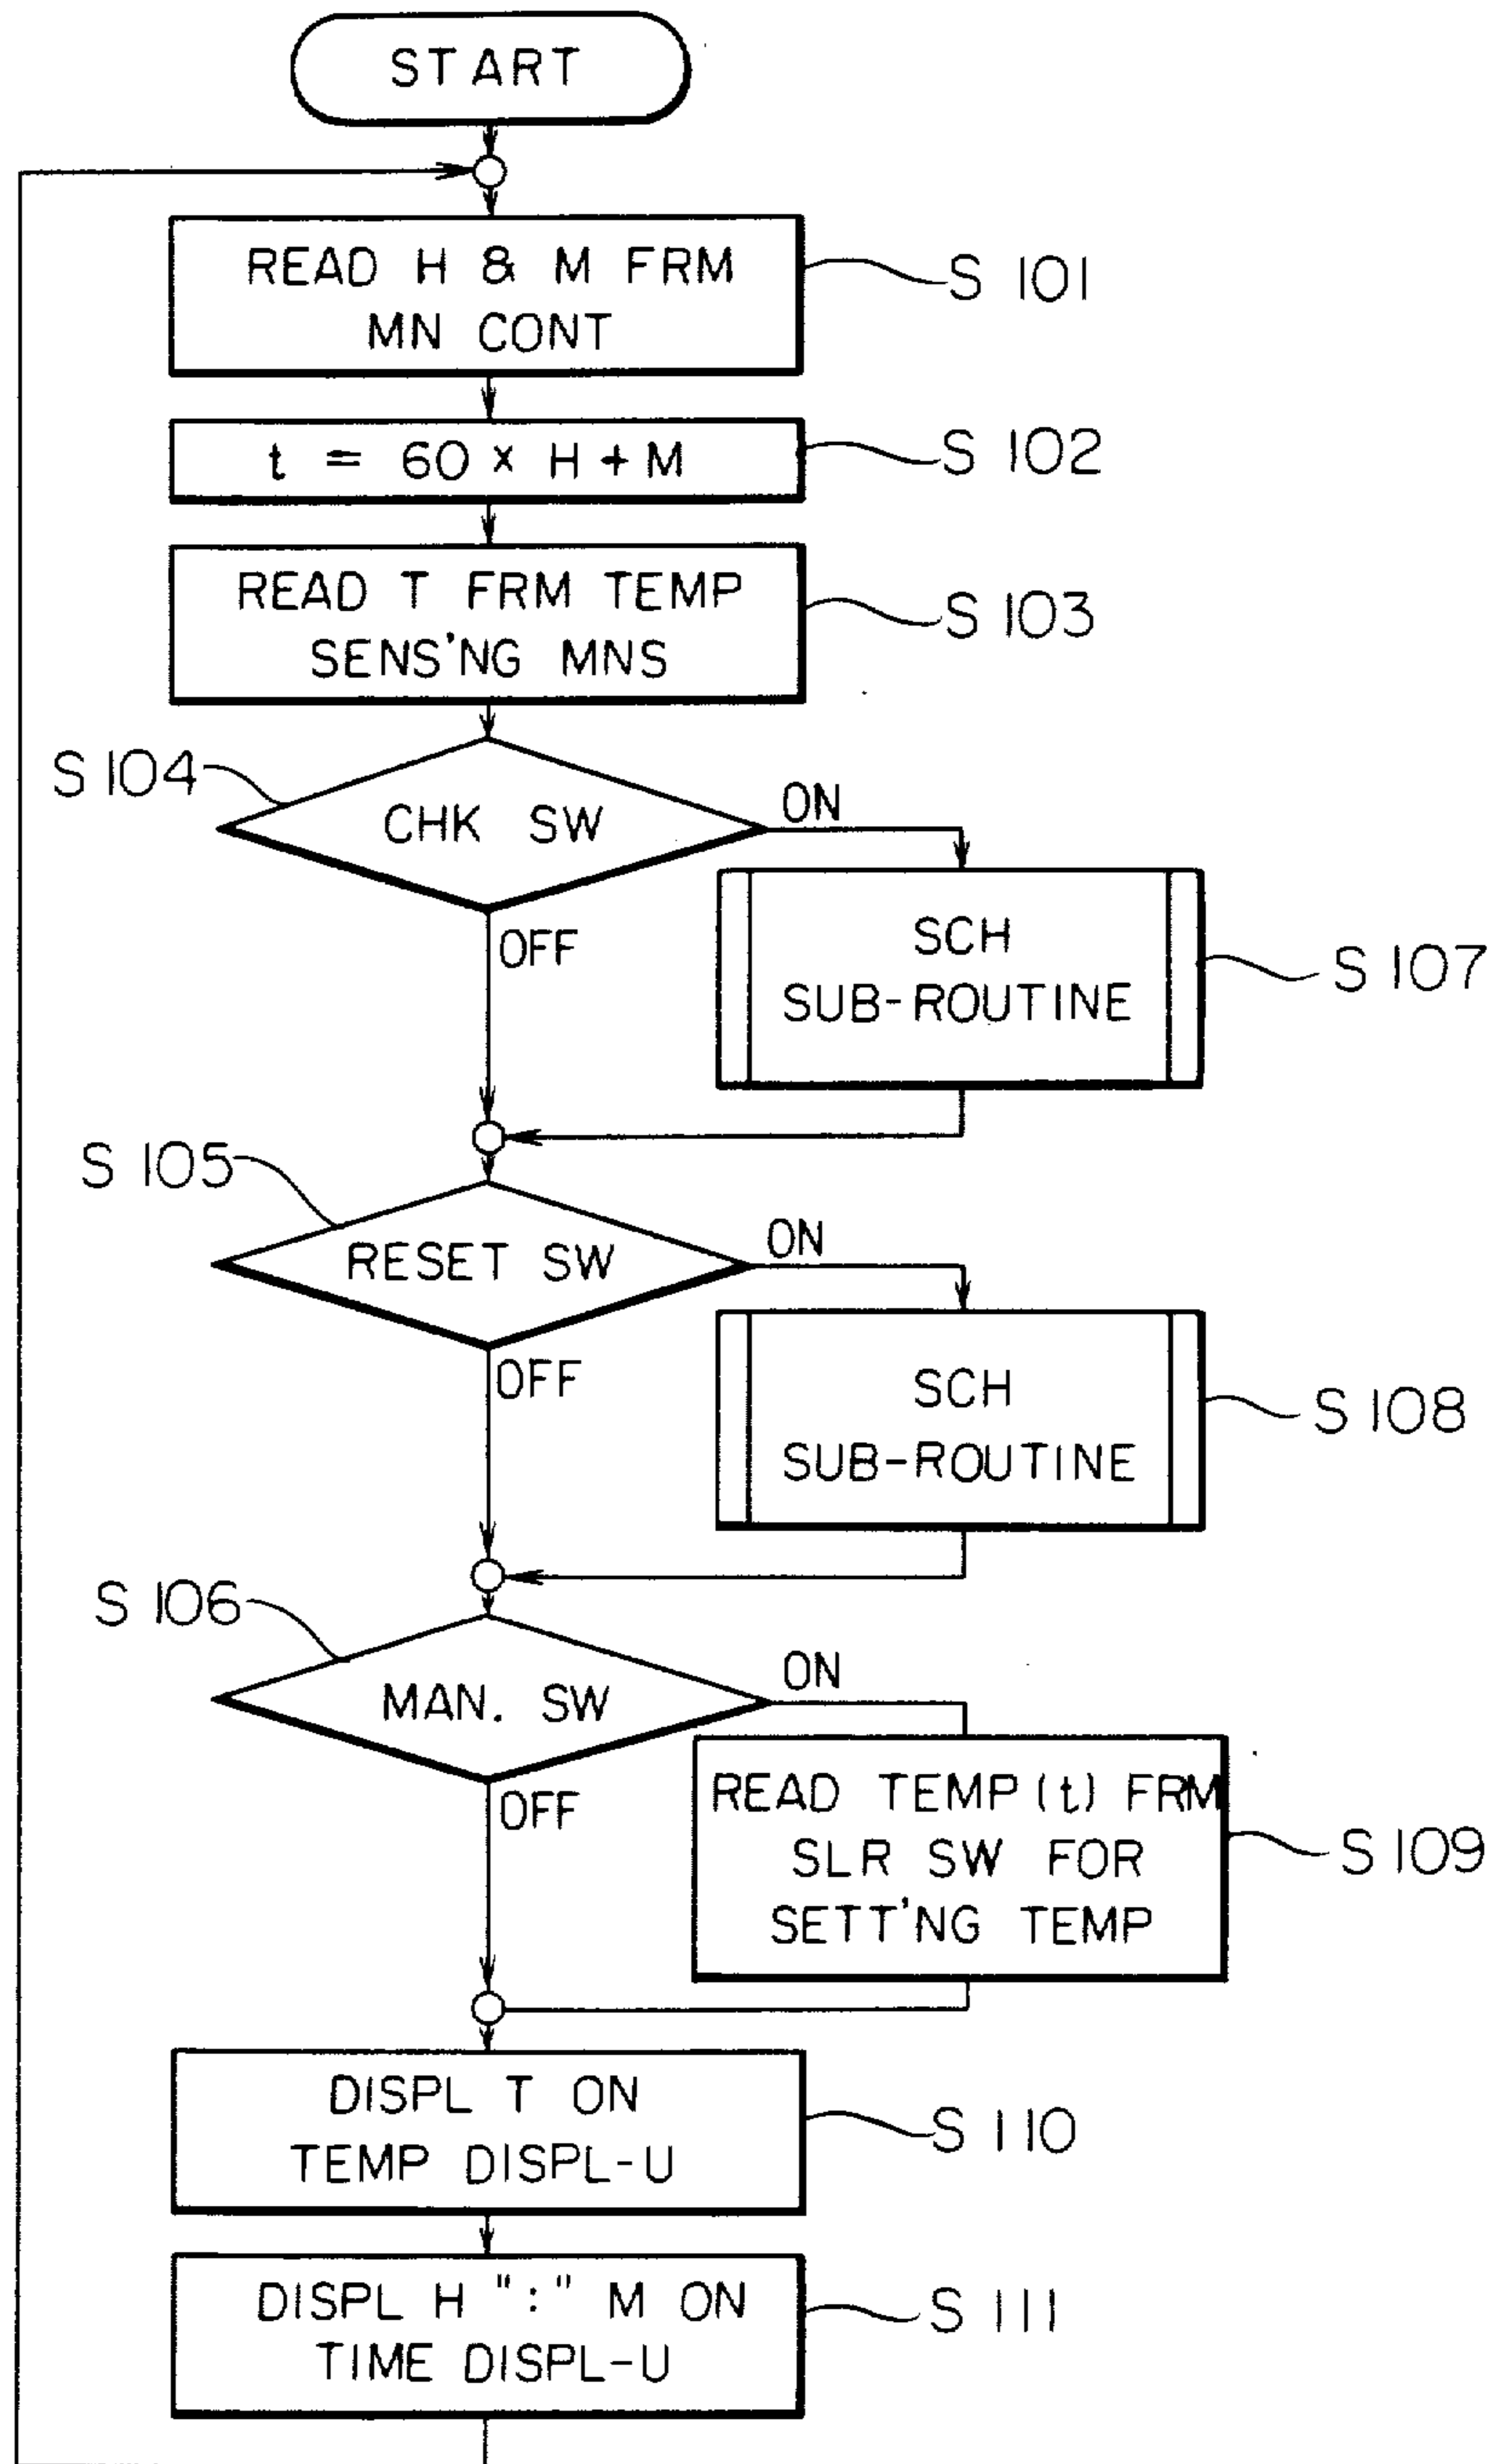 START
READ H & M FRM
MN CONT
S 101
t = 60 × H + M
S 102
READ T FRM TEMP
SENS'NG MNS
S 103
S 104
CHK SW
ON
OFF
SCH
SUB-ROUTINE
S 107
S 105
RESET SW
ON
OFF
SCH
SUB-ROUTINE
S 108
S 106
MAN. SW
ON
OFF
READ TEMP(t) FRM
SLR SW FOR
SETT'NG TEMP
S 109
DISPL T ON
TEMP DISPL-U
S 110
DISPL H ":" M ON
TIME DISPL-U
S 111